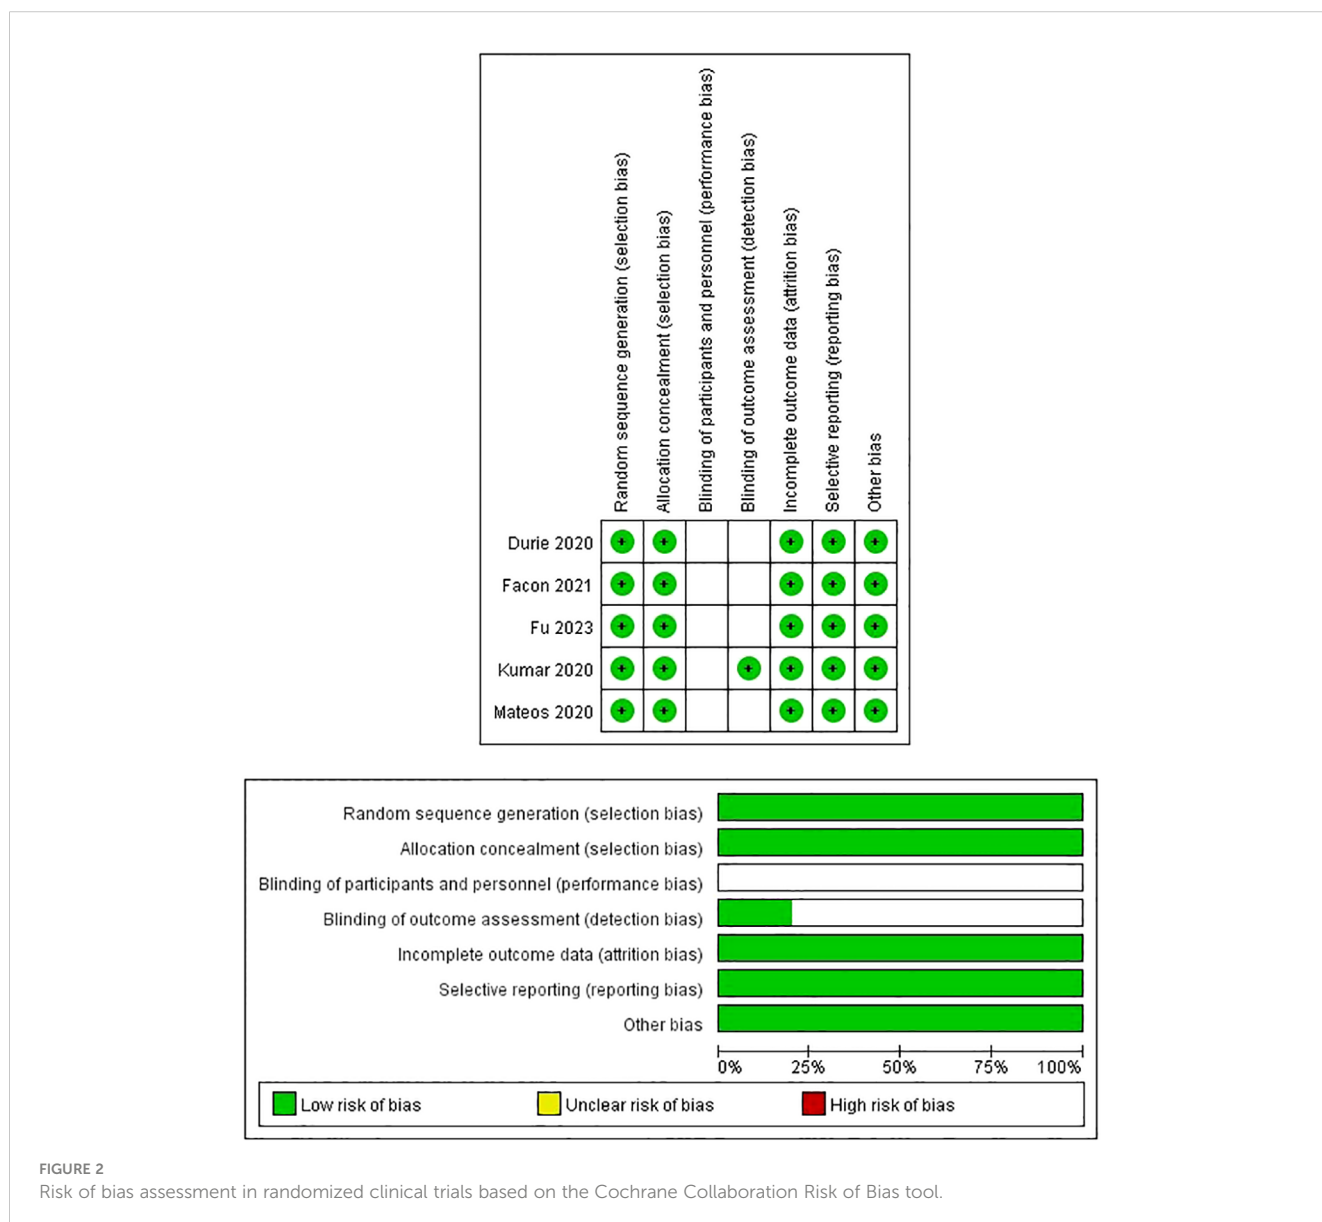 Random sequence generation (selection bias)
Allocation concealment (selection bias)
Blinding of participants and personnel (performance bias)
Blinding of outcome assessment (detection bias)
Incomplete outcome data (attrition bias)
Selective reporting (reporting bias)
Other bias
Durie 2020 + + + + +
Facon 2021 + + + + +
Fu 2023 + + + + +
Kumar 2020 + + + + + +
Mateos 2020 + + + + +
Random sequence generation (selection bias)
Allocation concealment (selection bias)
Blinding of participants and personnel (performance bias)
Blinding of outcome assessment (detection bias)
Incomplete outcome data (attrition bias)
Selective reporting (reporting bias)
Other bias
0% 25% 50% 75% 100%
Low risk of bias Unclear risk of bias High risk of bias
FIGURE 2
Risk of bias assessment in randomized clinical trials based on the Cochrane Collaboration Risk of Bias tool.